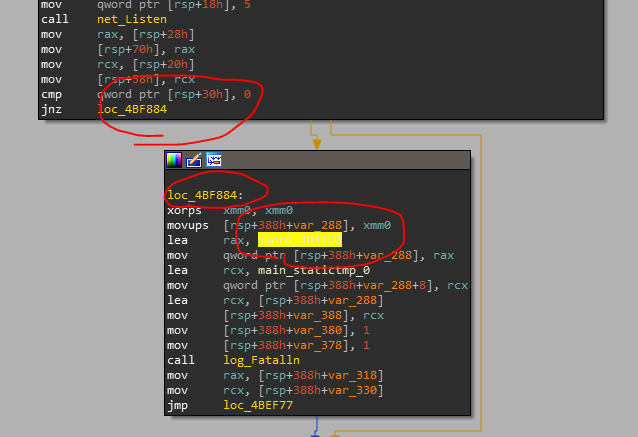 mov qword ptr [rsp+18h], 5
call net_Listen
mov rax, [rsp+28h]
mov [rsp+70h], rax
mov rcx, [rsp+20h]
mov [rsp+58h], rcx
cmp qword ptr [rsp+30h], 0
jnz loc_4BF884
loc_4BF884:
xorps xmm0, xmm0
movups [rsp+388h+var_288], xmm0
lea rax,
mov qword ptr [rsp+388h+var_288], rax
lea rcx, main_statictmp_0
mov qword ptr [rsp+388h+var_288+8], rcx
lea rcx, [rsp+388h+var_288]
mov [rsp+388h+var_388], rcx
mov [rsp+388h+var_380], 1
mov [rsp+388h+var_378], 1
call log_Fatalln
mov rax, [rsp+388h+var_318]
mov rcx, [rsp+388h+var_330]
jmp loc_4BEF77